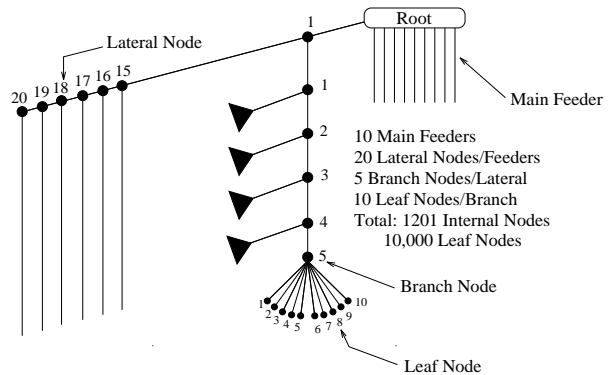 1
Root
Lateral Node
20 19 18 17 16 15
Main Feeder
1
2
3
4
5
10 Main Feeders
20 Lateral Nodes/Feeders
5 Branch Nodes/Lateral
10 Leaf Nodes/Branch
Total: 1201 Internal Nodes
10,000 Leaf Nodes
Branch Node
1 2 3 4 5 6 7 8 9 10
Leaf Node